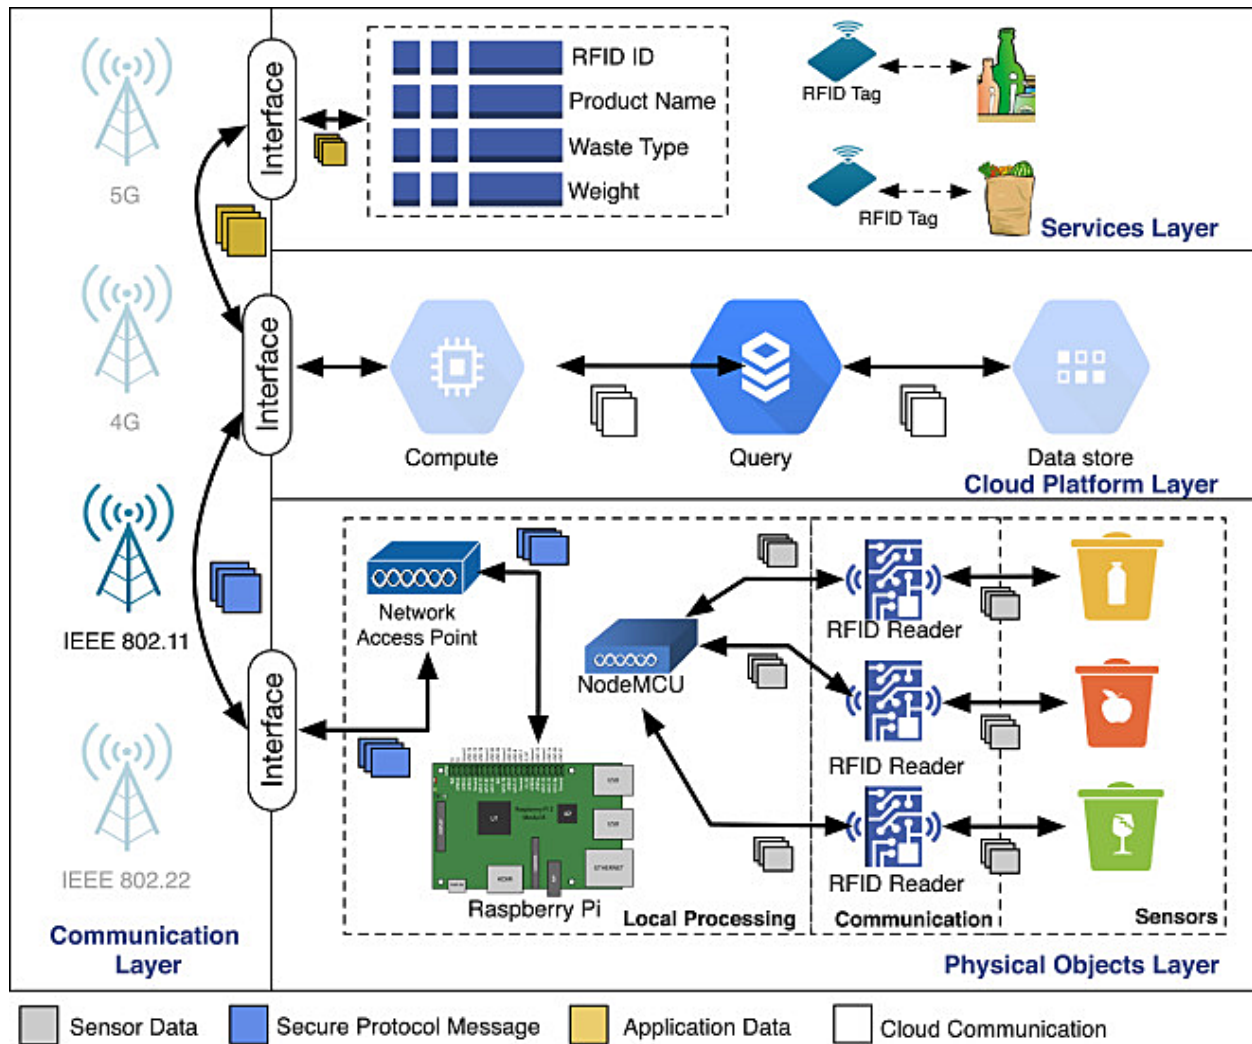 5G
4G
IEEE 802.11
IEEE 802.22
Communication
Layer
Interface
RFID ID
Product Name
Waste Type
Weight
RFID Tag
RFID Tag
Services Layer
Interface
Compute
Query
Data store
Cloud Platform Layer
Interface
Network
Access Point
NodeMCU
RFID Reader
RFID Reader
RFID Reader
ETHERNET
Raspberry Pi
Local Processing
Communication
Sensors
Physical Objects Layer
Sensor Data
Secure Protocol Message
Application Data
Cloud Communication